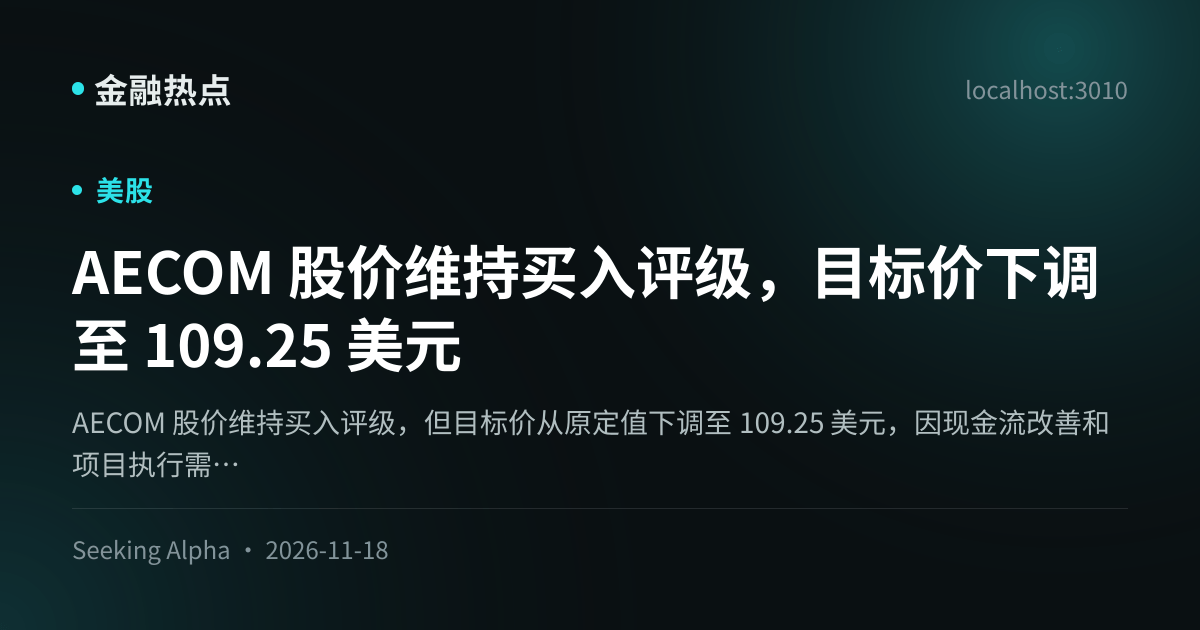 金融热点
localhost:3010
美股
AECOM 股价维持买入评级，目标价下调
至 109.25 美元
AECOM 股价维持买入评级，但目标价从原定值下调至 109.25 美元，因现金流改善和
项目执行需…
Seeking Alpha · 2026-11-18